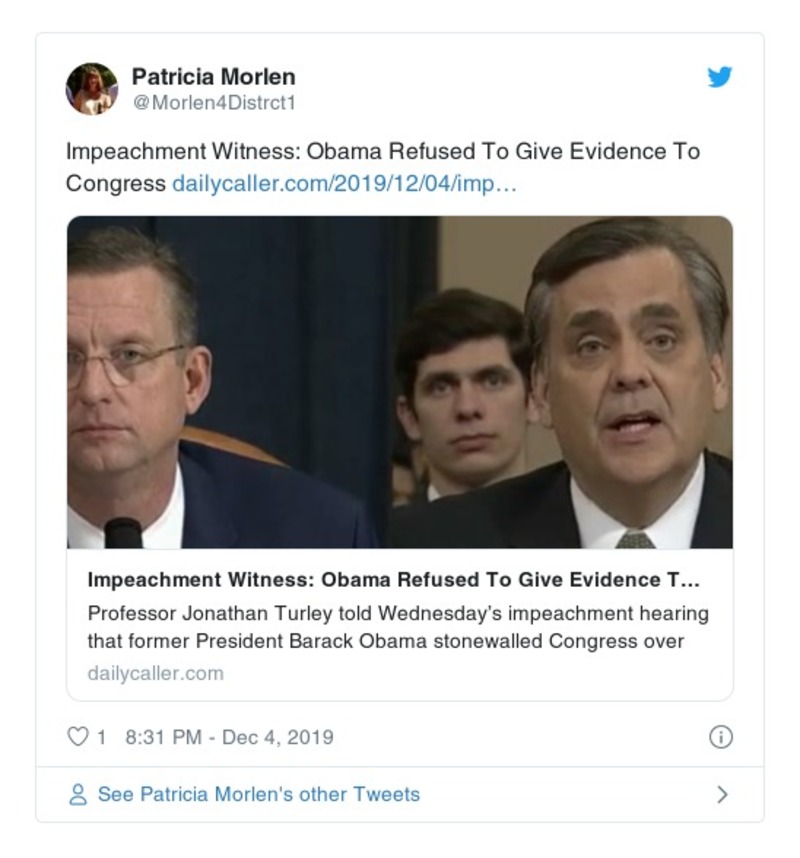 Patricia Morlen
@Morlen4Distrct1
Impeachment Witness: Obama Refused To Give Evidence To
Congress dailycaller.com/2019/12/04/imp…
Impeachment Witness: Obama Refused To Give Evidence T…
Professor Jonathan Turley told Wednesday's impeachment hearing
that former President Barack Obama stonewalled Congress over
dailycaller.com
1 8:31 PM - Dec 4, 2019
See Patricia Morlen's other Tweets